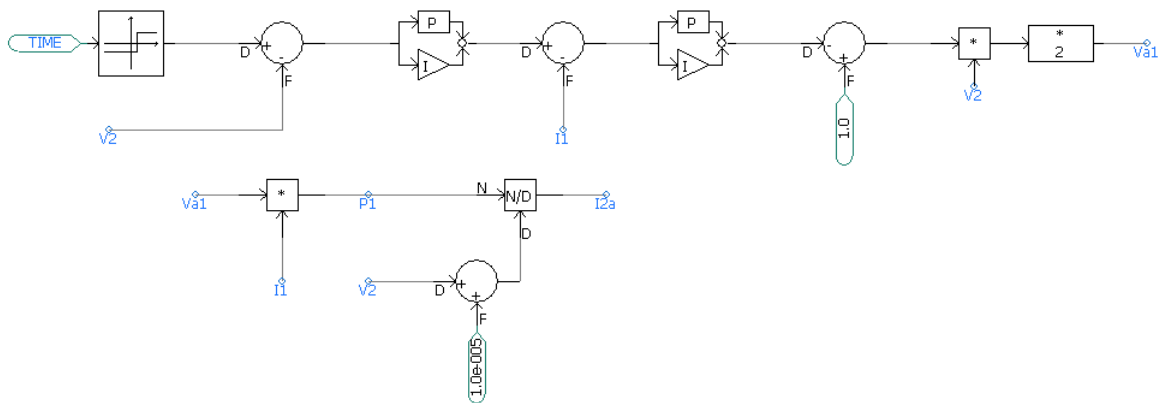 TIME
D + - F
V2
P
I
D + - F
I1
P
I
D - + F
1.0
*
V2
* 2
Va1
Va1
*
I1
P1
N
N/D
D
I2a
V2
D + + F
1.0e-005